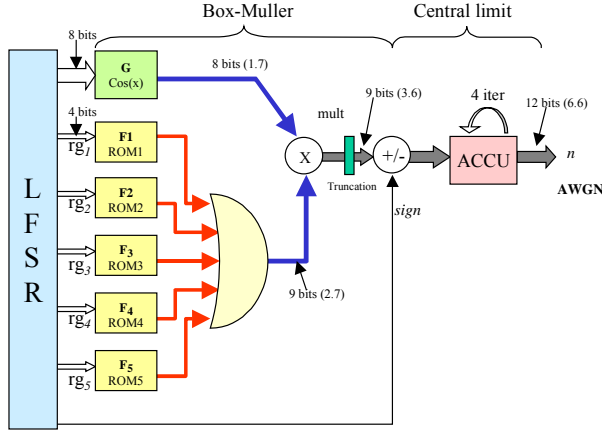 Box-Muller
Central limit
8 bits
G
Cos(x)
8 bits (1.7)
9 bits (3.6)
4 iter
12 bits (6.6)
4 bits
rg1
F1
ROM1
mult
X
Truncation
+/-
ACCU
n
AWGN
L
F
S
R
rg2
F2
ROM2
sign
rg3
F3
ROM3
9 bits (2.7)
rg4
F4
ROM4
rg5
F5
ROM5